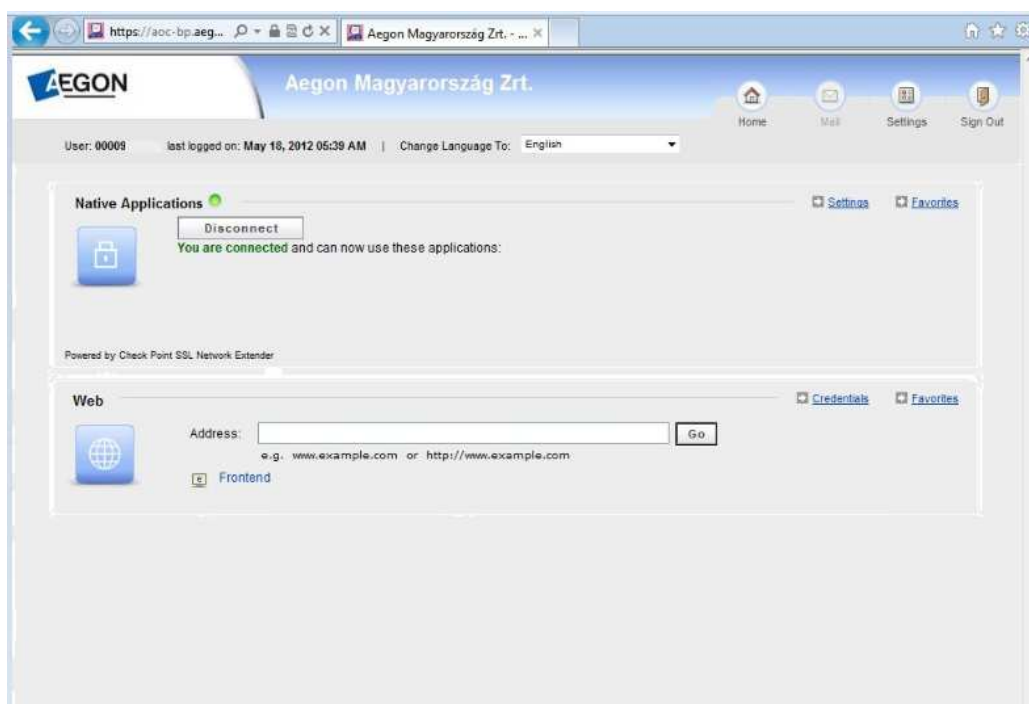 https://aoc-bp.aeg...
Aegon Magyarország Zrt. - ...
AEGON
Aegon Magyarország Zrt.
Home
Mail
Settings
Sign Out
User: 00009 last logged on: May 18, 2012 05:39 AM | Change Language To: English
Native Applications
Settings
Favorites
Disconnect
You are connected and can now use these applications:
Powered by Check Point SSL Network Extender
Web
Credentials
Favorites
Address:
Go
e.g. www.example.com or http://www.example.com
Frontend